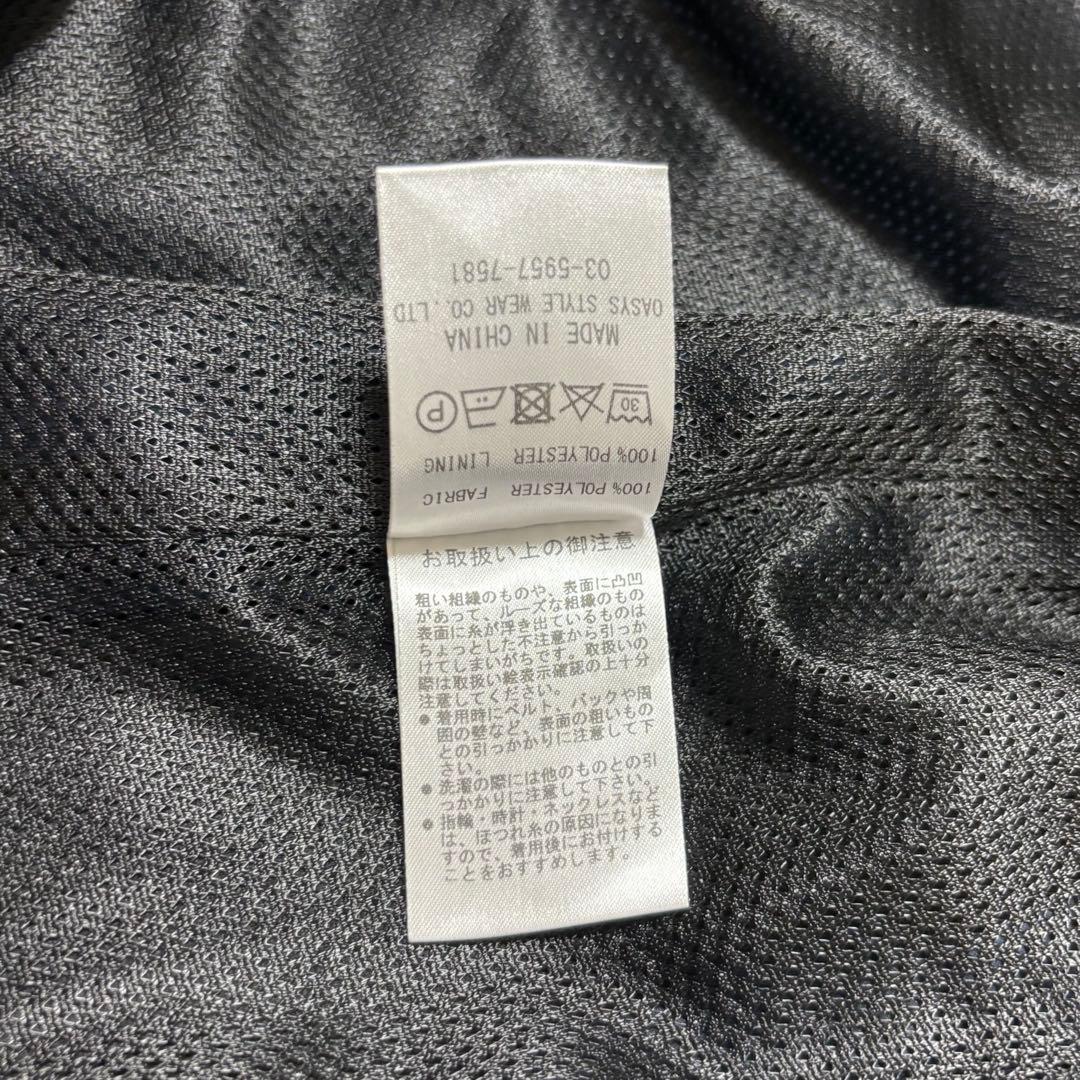 100% POLYESTER FABRIC
100% POLYESTER LINING
30 P
MADE IN CHINA
OASYS STYLE WEAR CO.,LTD
03-5957-7581
お取扱い上の御注意
粗い組織のものや、表面に凸凹
があって、ルーズな組織のもの
表面に糸が浮き出ているものは
ちょっとした不注意から引っか
けてしまいがちです。取扱いの
際は取扱い絵表示確認の上十分
注意してください。
● 着用時にベルト、バックや周
囲の壁など、表面の粗いもの
との引っかかりに注意して下
さい。
● 洗濯の際には他のものとの引
っかかりに注意して下さい。
● 指輪・時計・ネックレスなど
は、ほつれ糸の原因になりま
すので、着用後にお付けする
ことをおすすめします。